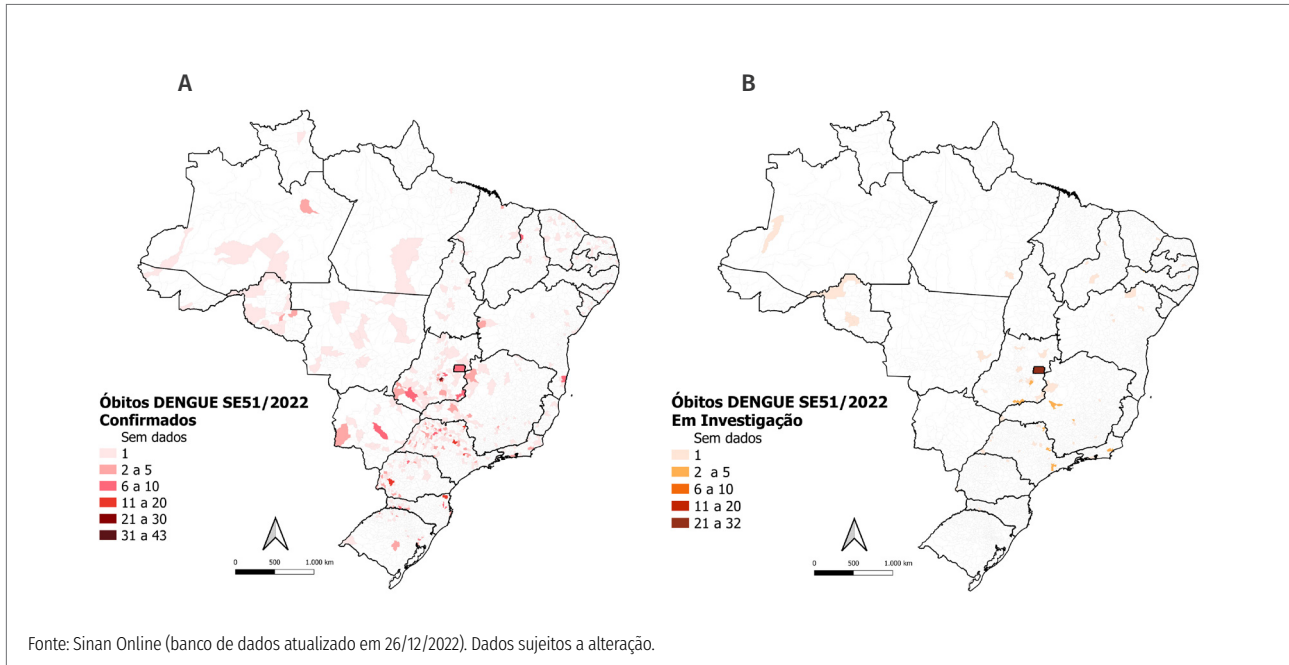 A
B
Óbitos DENGUE SE51/2022
Confirmados
Sem dados
1
2 a 5
6 a 10
11 a 20
21 a 30
31 a 43
0 500 1.000 km
Óbitos DENGUE SE51/2022
Em Investigação
Sem dados
1
2 a 5
6 a 10
11 a 20
21 a 32
0 500 1.000 km
Fonte: Sinan Online (banco de dados atualizado em 26/12/2022). Dados sujeitos a alteração.